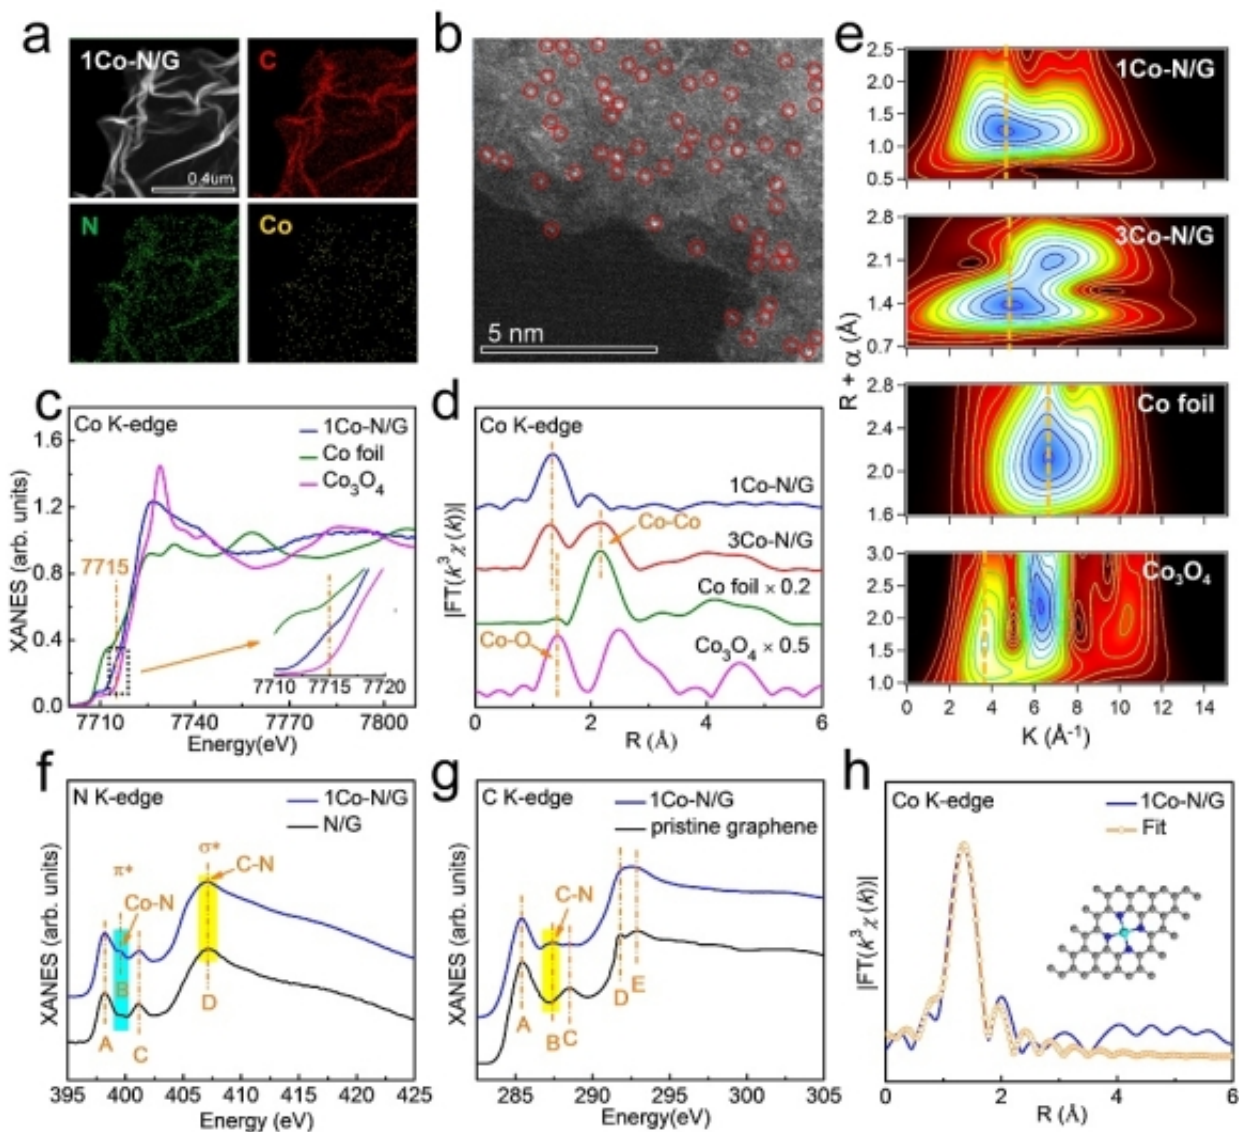 a
1Co-N/G
0.4um
C
N
Co
b
5 nm
c
Co K-edge
1Co-N/G
Co foil
Co₃O₄
7715
XANES (arb. units)
1.6
1.2
0.8
0.4
0.0
7710 7715 7720
7710 7740 7770 7800
Energy(eV)
d
Co K-edge
1Co-N/G
Co-Co
3Co-N/G
Co foil × 0.2
Co-O
Co₃O₄ × 0.5
|FT(k³χ(k))|
0 2 4 6
R (Å)
e
1Co-N/G
2.5
2.0
1.5
1.0
0.5
3Co-N/G
2.8
2.1
1.4
0.7
Co foil
2.8
2.4
2.0
1.6
Co₃O₄
3.0
2.5
2.0
1.5
1.0
R + α (Å)
0 2 4 6 8 10 12 14
K (Å⁻¹)
f
N K-edge
1Co-N/G
N/G
π*
σ*
C-N
Co-N
A
B
C
D
XANES (arb. units)
395 400 405 410 415 420 425
Energy (eV)
g
C K-edge
1Co-N/G
pristine graphene
C-N
A
B
C
D
E
XANES (arb. units)
285 290 295 300 305
Energy(eV)
h
Co K-edge
1Co-N/G
Fit
|FT(k³χ(k))|
0 1 2 3 4 5 6
R (Å)